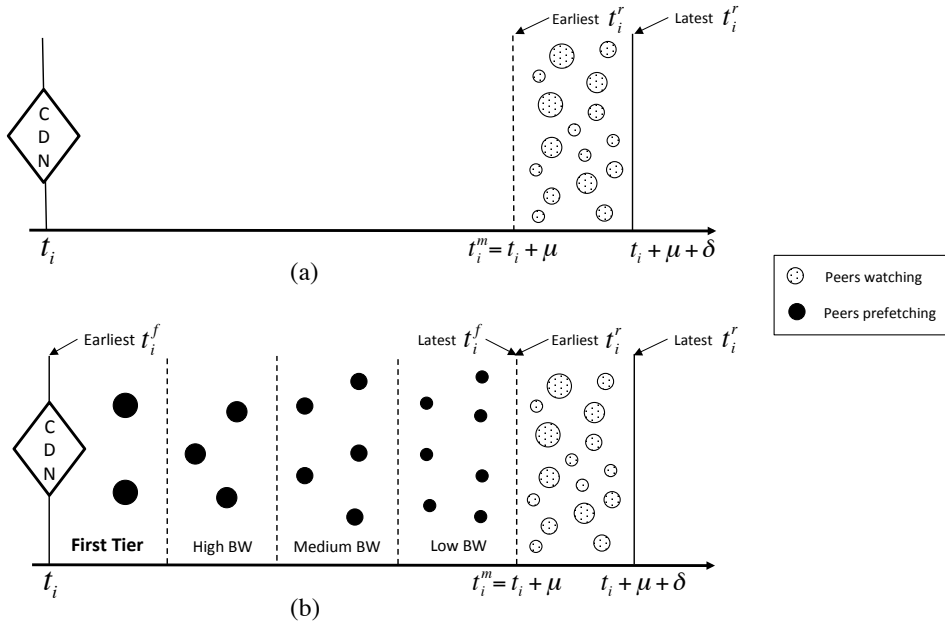 Earliest t_i^r
Latest t_i^r
C
D
N
t_i
t_i^m = t_i + μ
t_i + μ + δ
(a)
Peers watching
Peers prefetching
Earliest t_i^f
Latest t_i^f
Earliest t_i^r
Latest t_i^r
C
D
N
First Tier
High BW
Medium BW
Low BW
t_i
t_i^m = t_i + μ
t_i + μ + δ
(b)